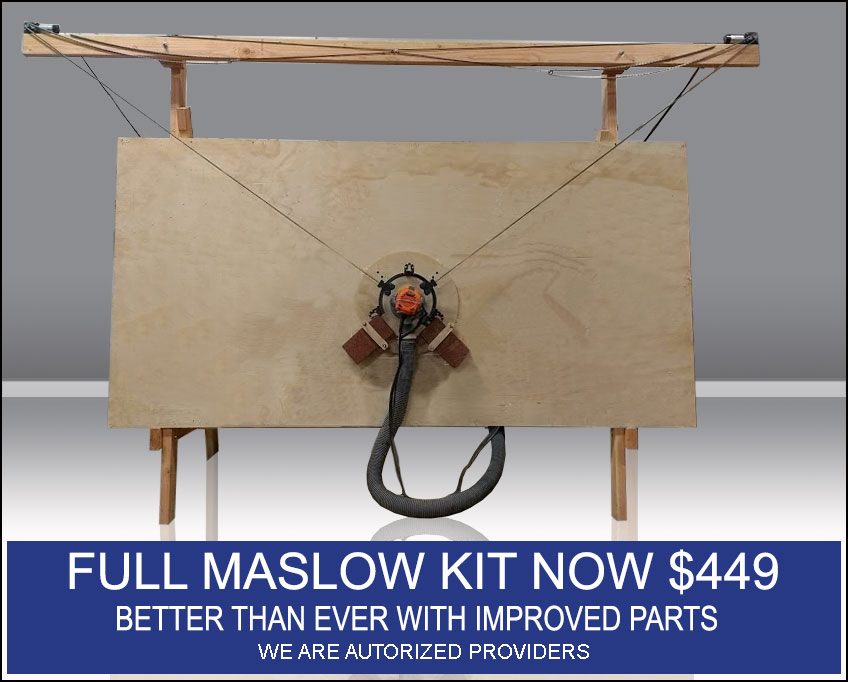 FULL MASLOW KIT NOW $449
BETTER THAN EVER WITH IMPROVED PARTS
WE ARE AUTORIZED PROVIDERS